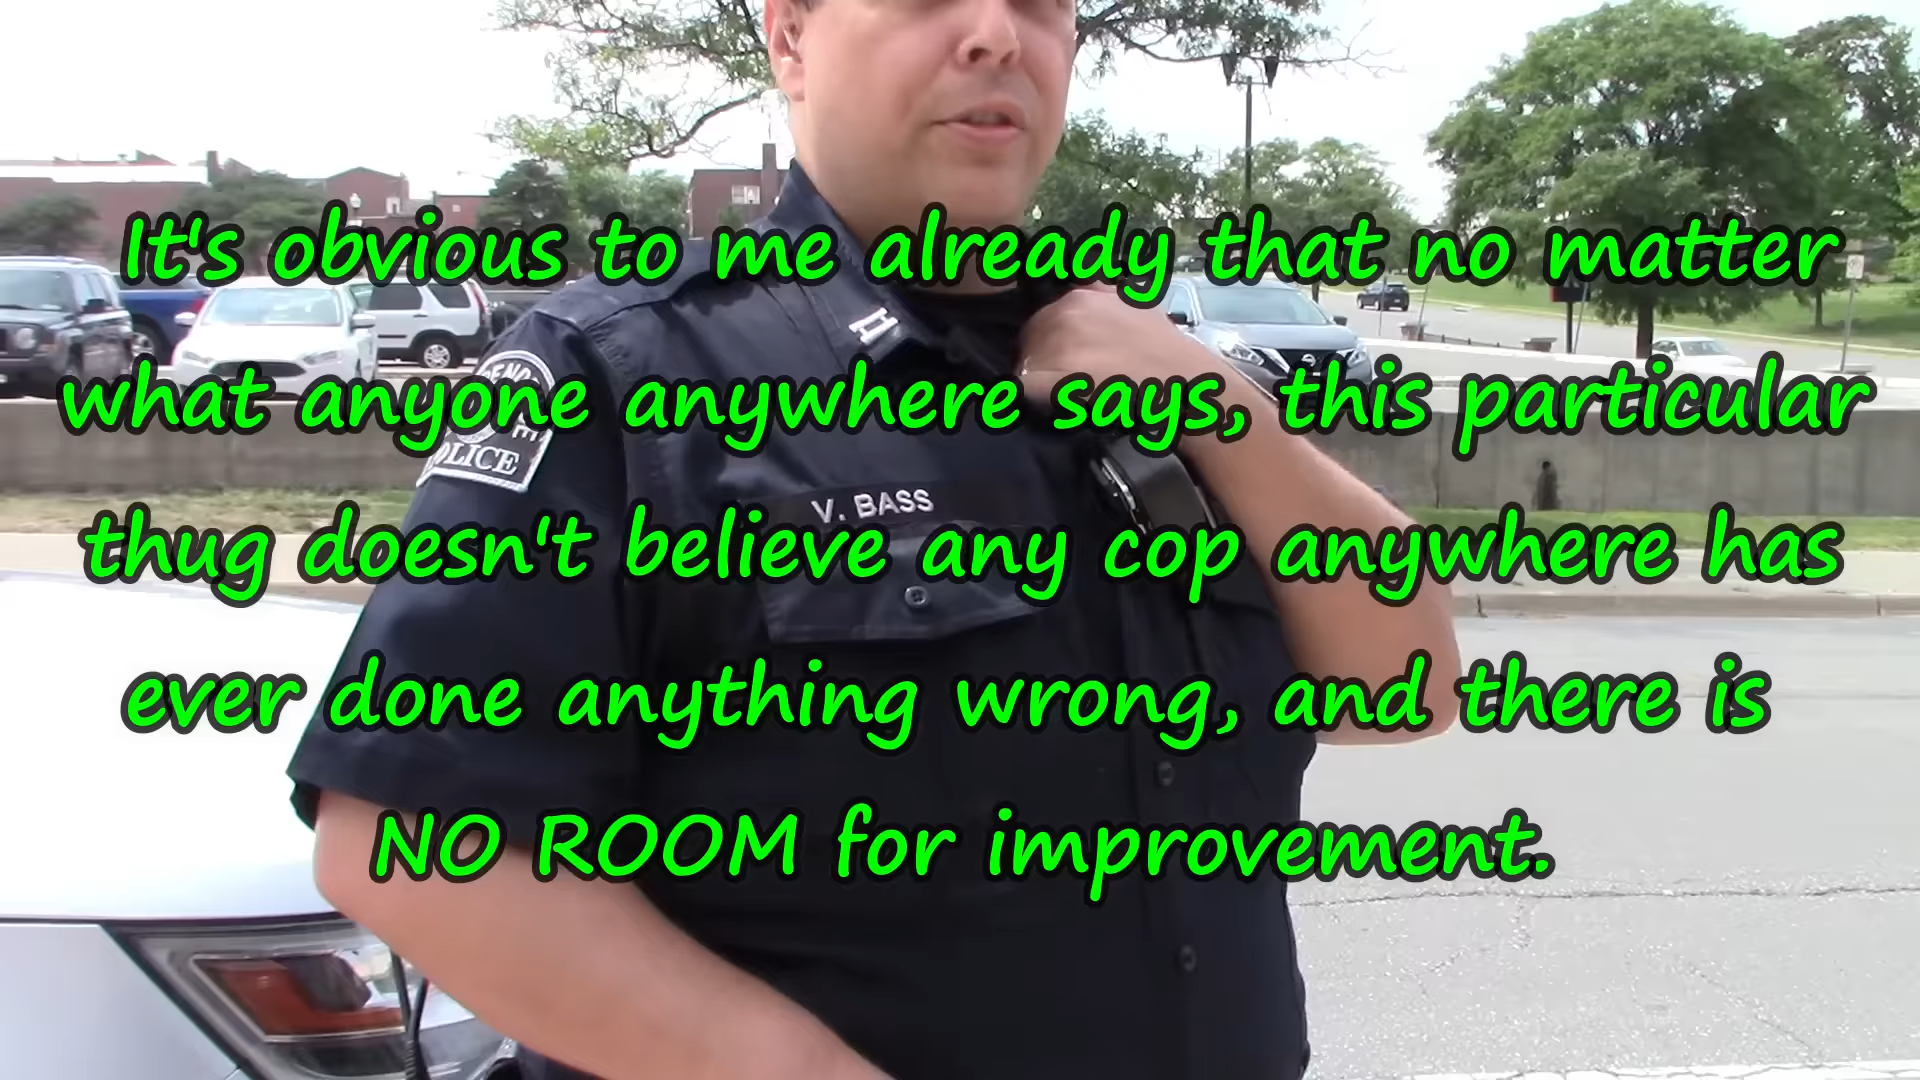 It's obvious to me already that no matter
what anyone anywhere says, this particular
thug doesn't believe any cop anywhere has
ever done anything wrong, and there is
NO ROOM for improvement.
V. BASS
POLICE